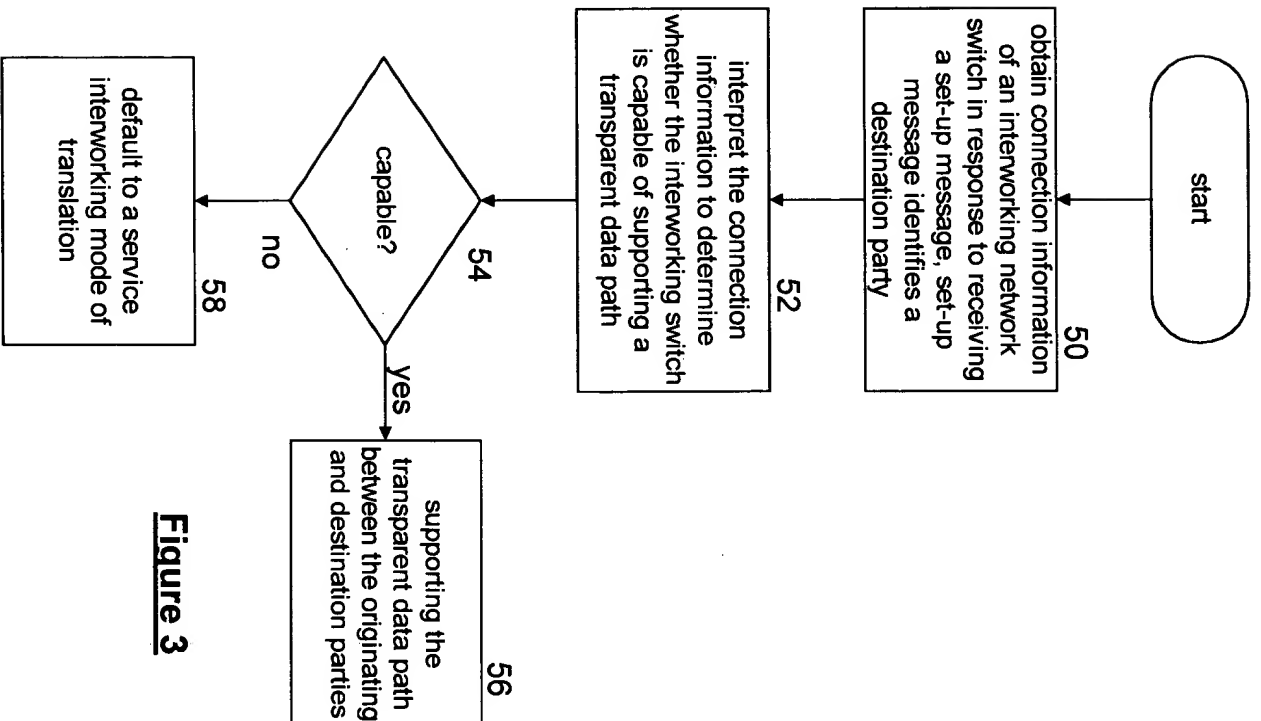 start
50
obtain connection information
of an interworking network
switch in response to receiving
a set-up message, set-up
message identifies a
destination party
52
interpret the connection
information to determine
whether the interworking switch
is capable of supporting a
transparent data path
54
capable?
yes
no
56
supporting the
transparent data path
between the originating
and destination parties
58
default to a service
interworking mode of
translation
Figure 3